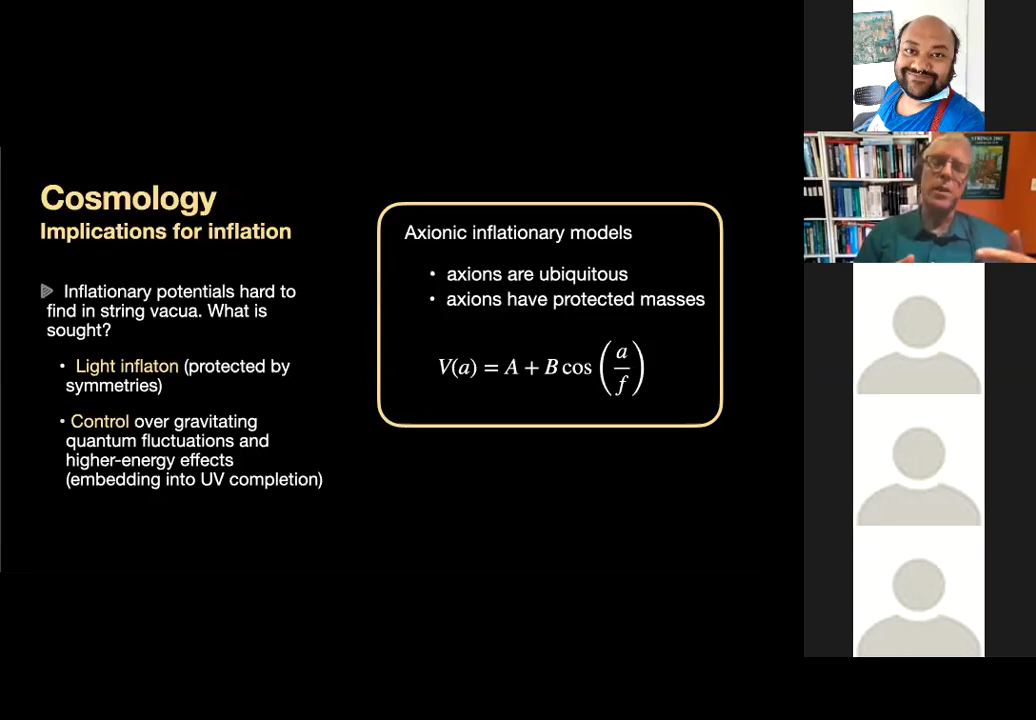 Cosmology
Implications for inflation
Inflationary potentials hard to
find in string vacua. What is
sought?
• Light inflaton (protected by
symmetries)
• Control over gravitating
quantum fluctuations and
higher-energy effects
(embedding into UV completion)
Axionic inflationary models
• axions are ubiquitous
• axions have protected masses
V(a) = A + B cos (a/f)
STRINGS 2002